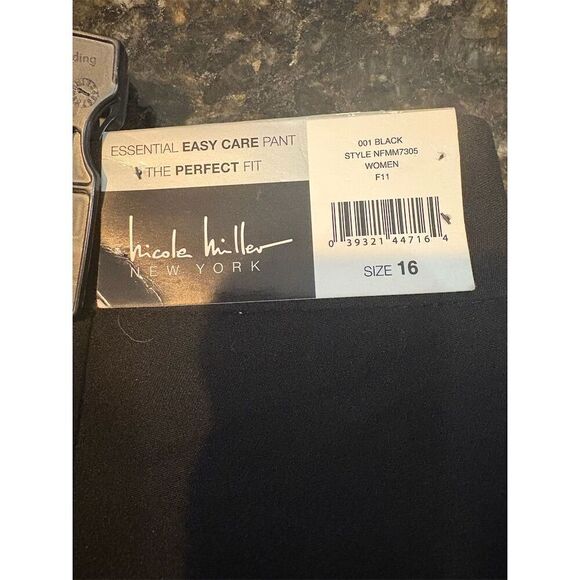 ding
ESSENTIAL EASY CARE PANT
THE PERFECT FIT
nicole miller
NEW YORK
001 BLACK
STYLE NFMM7305
WOMEN
F11
0 39321 44716 4
SIZE 16